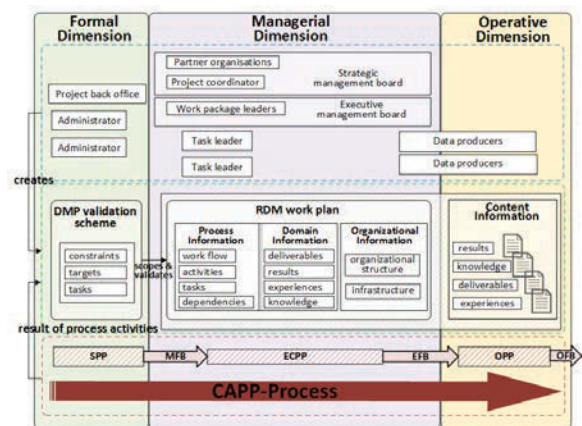 Formal
Dimension
Managerial
Dimension
Operative
Dimension
Partner organisations
Project coordinator
Strategic
management board
Project back office
Work package leaders
Executive
management board
Administrator
Administrator
Task leader
Task leader
Data producers
Data producers
creates
DMP validation
scheme
constraints
targets
tasks
scopes &
validates
RDM work plan
Process
Information
work flow
activities
tasks
dependencies
Domain
Information
deliverables
results
experiences
knowledge
Organizational
Information
organizational
structure
infrastructure
Content
Information
results
knowledge
deliverables
experiences
result of process activities
SPP
MFB
ECPP
EFB
OPP
OFB
CAPP-Process